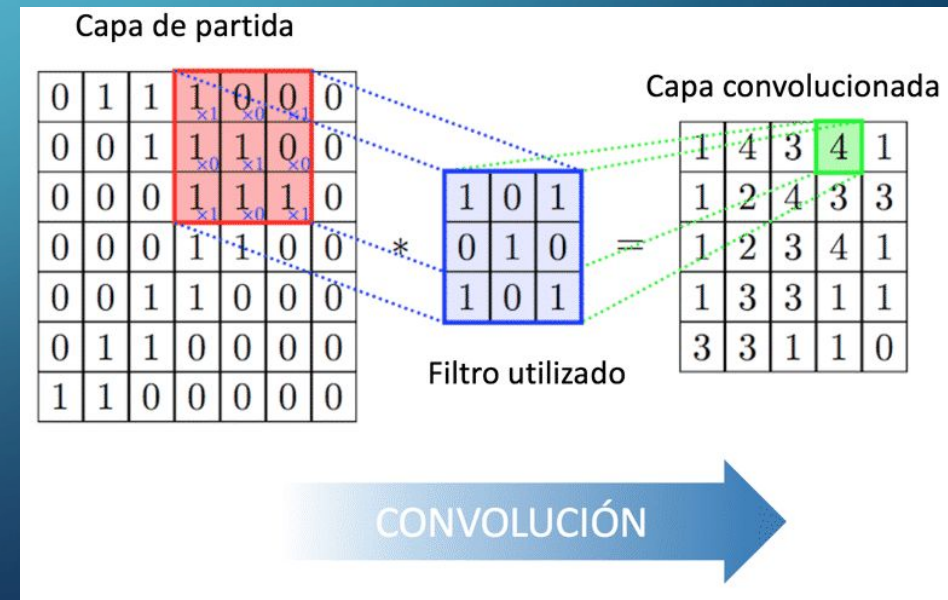 Capa de partida
0 1 1 1 0 0 0
×1 ×0 ×1
0 0 1 1 1 0 0
×0 ×1 ×0
0 0 0 1 1 1 0
×1 ×0 ×1
0 0 0 1 1 0 0
0 0 1 1 0 0 0
0 1 1 0 0 0 0
1 1 0 0 0 0 0
*
1 0 1
0 1 0
1 0 1
Filtro utilizado
=
Capa convolucionada
1 4 3 4 1
1 2 4 3 3
1 2 3 4 1
1 3 3 1 1
3 3 1 1 0
CONVOLUCIÓN